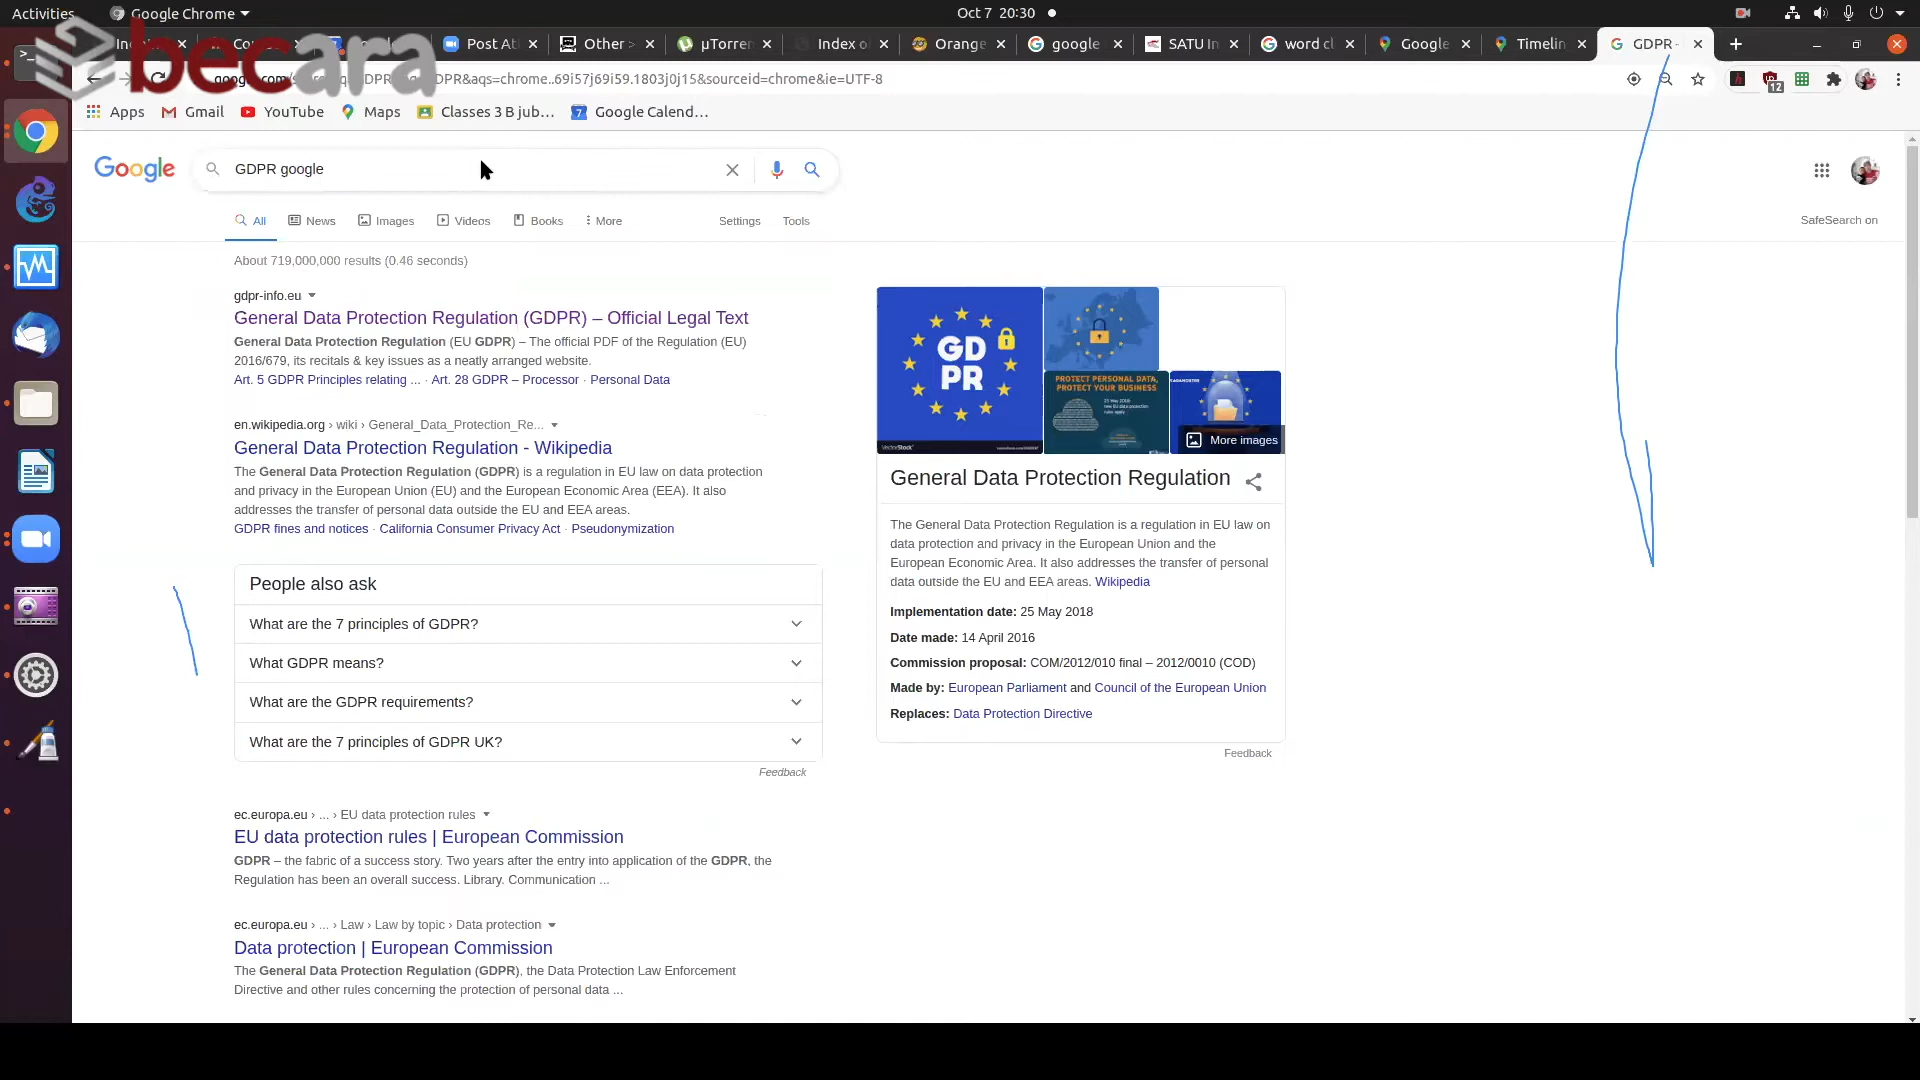 Activities
Google Chrome
Oct 7 20:30
becara
Post At
Other >
µTorren
Index o
Orange
google
SATU In
word cl
Google
Timelin
GDPR -
GDPR&aqs=chrome..69i57j69i59.1803j0j15&sourceid=chrome&ie=UTF-8
12
Apps
Gmail
YouTube
Maps
Classes 3 B jub...
7
Google Calend...
Google
GDPR google
All
News
Images
Videos
Books
More
Settings
Tools
SafeSearch on
About 719,000,000 results (0.46 seconds)
gdpr-info.eu
General Data Protection Regulation (GDPR) – Official Legal Text
General Data Protection Regulation (EU GDPR) – The official PDF of the Regulation (EU)
2016/679, its recitals & key issues as a neatly arranged website.
Art. 5 GDPR Principles relating ... · Art. 28 GDPR – Processor · Personal Data
en.wikipedia.org › wiki › General_Data_Protection_Re...
General Data Protection Regulation - Wikipedia
The General Data Protection Regulation (GDPR) is a regulation in EU law on data protection
and privacy in the European Union (EU) and the European Economic Area (EEA). It also
addresses the transfer of personal data outside the EU and EEA areas.
GDPR fines and notices · California Consumer Privacy Act · Pseudonymization
People also ask
What are the 7 principles of GDPR?
What GDPR means?
What are the GDPR requirements?
What are the 7 principles of GDPR UK?
Feedback
ec.europa.eu › ... › EU data protection rules
EU data protection rules | European Commission
GDPR – the fabric of a success story. Two years after the entry into application of the GDPR, the
Regulation has been an overall success. Library. Communication ...
ec.europa.eu › ... › Law › Law by topic › Data protection
Data protection | European Commission
The General Data Protection Regulation (GDPR), the Data Protection Law Enforcement
Directive and other rules concerning the protection of personal data ...
GD
PR
VectorStock
PROTECT PERSONAL DATA,
PROTECT YOUR BUSINESS
More images
General Data Protection Regulation
The General Data Protection Regulation is a regulation in EU law on
data protection and privacy in the European Union and the
European Economic Area. It also addresses the transfer of personal
data outside the EU and EEA areas. Wikipedia
Implementation date: 25 May 2018
Date made: 14 April 2016
Commission proposal: COM/2012/010 final – 2012/0010 (COD)
Made by: European Parliament and Council of the European Union
Replaces: Data Protection Directive
Feedback